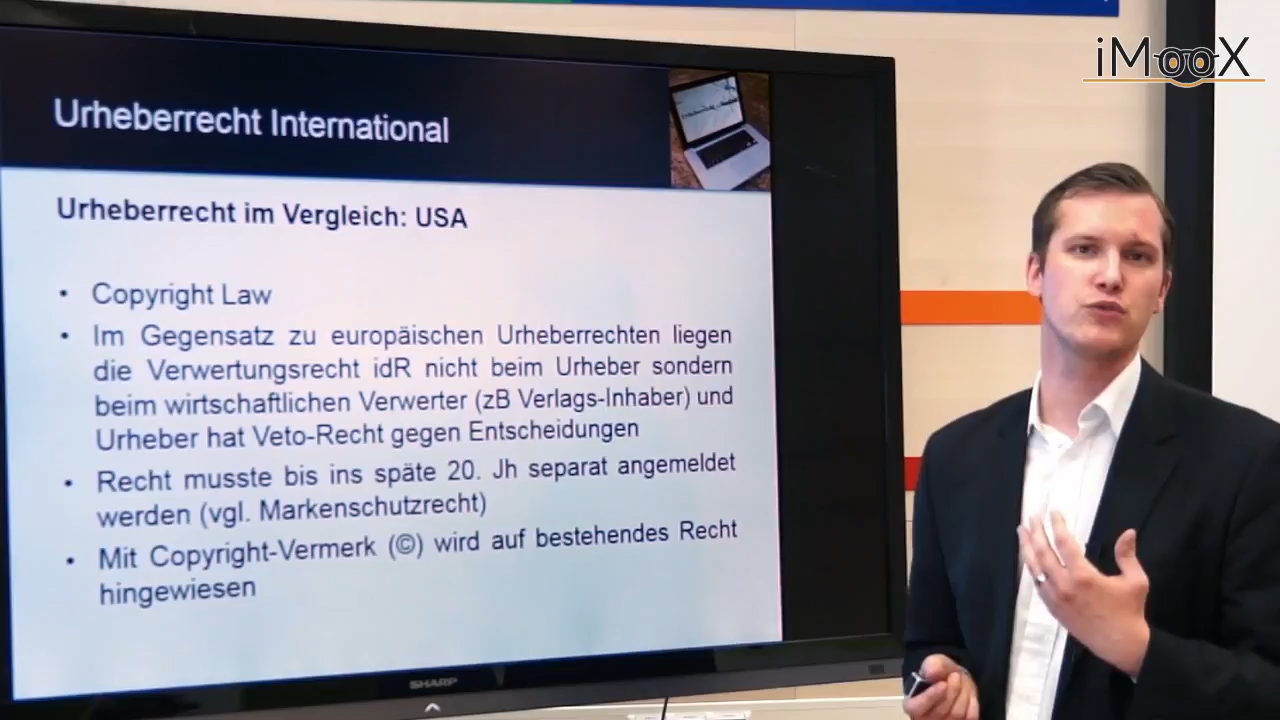 iMooX
Urheberrecht International
Urheberrecht im Vergleich: USA
• Copyright Law
• Im Gegensatz zu europäischen Urheberrechten liegen
die Verwertungsrecht idR nicht beim Urheber sondern
beim wirtschaftlichen Verwerter (zB Verlags-Inhaber) und
Urheber hat Veto-Recht gegen Entscheidungen
• Recht musste bis ins späte 20. Jh separat angemeldet
werden (vgl. Markenschutzrecht)
• Mit Copyright-Vermerk (©) wird auf bestehendes Recht
hingewiesen
SHARP